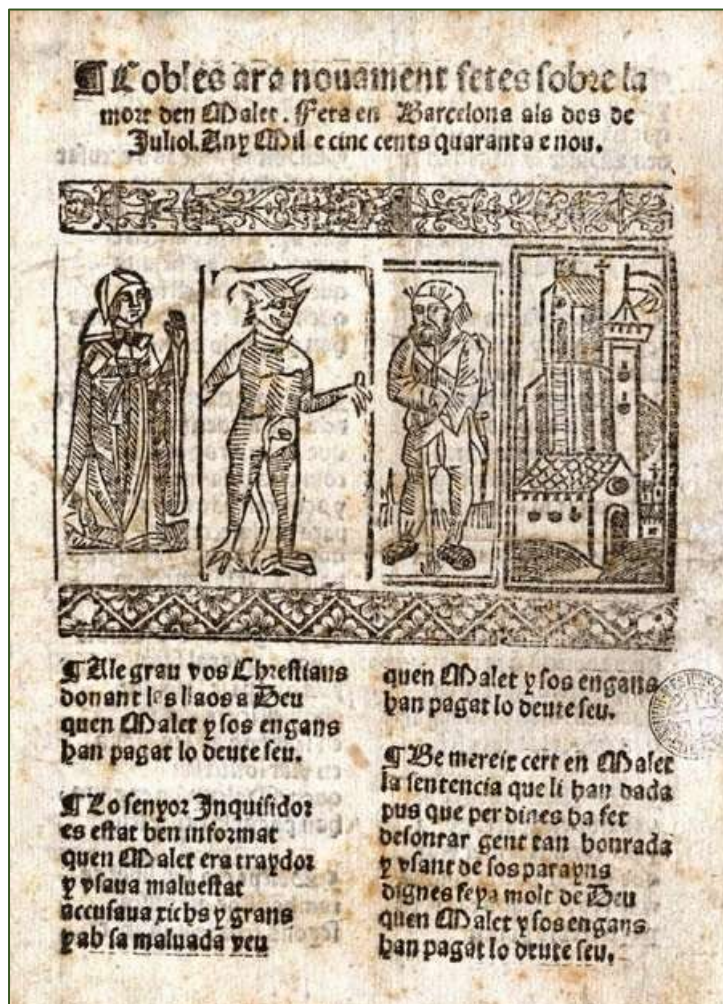 ¶Cobles ara nouament fetes sobre la
mort den Malet. Feta en Barcelona als dos de
Juliol. Any Mil e cinc cents quaranta e nou.
¶Alegrau vos Chrestians
donant les llaos a Deu
quen Malet y sos engans
han pagat lo deute seu.
¶Lo senyor Inquisidor
es estat ben informat
quen Malet era traydor
y vsaua maluestat
accusaua richs y grans
y ab sa maluada veu
quen Malet y sos engans
han pagat lo deute seu.
¶Be mereix cert en Malet
la sentencia que li han dada
pus que per dines ha fet
desonrar gent tan honrada
y vsant de sos parayns
dignes feya molt de Deu
quen Malet y sos engans
han pagat lo deute seu.